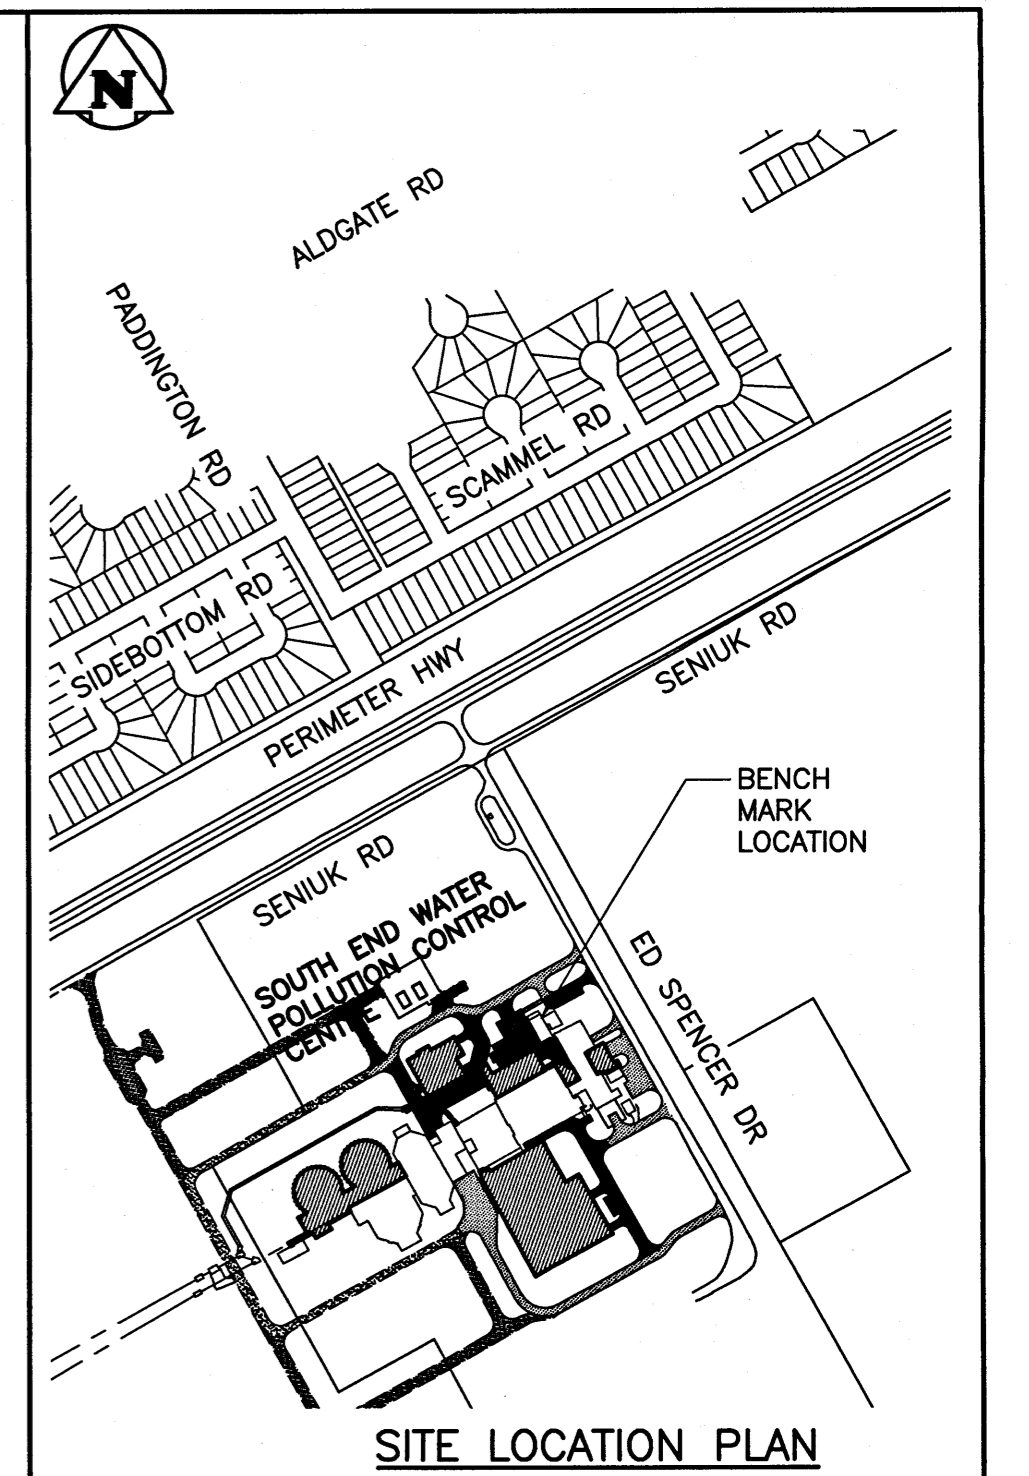 N
ALDGATE RD
PADDINGTON RD
SCAMMEL RD
SIDEBOTTOM RD
PERIMETER HWY
SENIUK RD
BENCH
MARK
LOCATION
SENIUK RD
SOUTH END WATER
POLLUTION CONTROL
CENTRE
ED SPENCER DR
SITE LOCATION PLAN